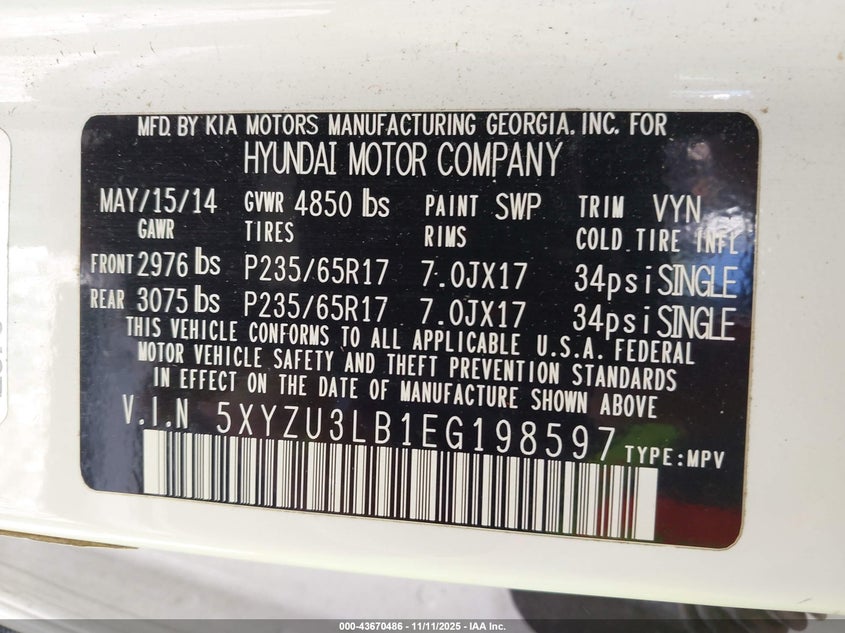 MFD. BY KIA MOTORS MANUFACTURING GEORGIA. INC. FOR
HYUNDAI MOTOR COMPANY
MAY/15/14 GVWR 4850 lbs PAINT SWP TRIM VYN
GAWR TIRES RIMS COLD TIRE INFL
FRONT 2976 lbs P235/65R17 7.0JX17 34psi SINGLE
REAR 3075 lbs P235/65R17 7.0JX17 34psi SINGLE
THIS VEHICLE CONFORMS TO ALL APPLICABLE U.S.A. FEDERAL
MOTOR VEHICLE SAFETY AND THEFT PREVENTION STANDARDS
IN EFFECT ON THE DATE OF MANUFACTURE SHOWN ABOVE
V.I.N 5XYZU3LB1EG198597 TYPE:MPV
000-43670486 - 11/11/2025 - IAA Inc.